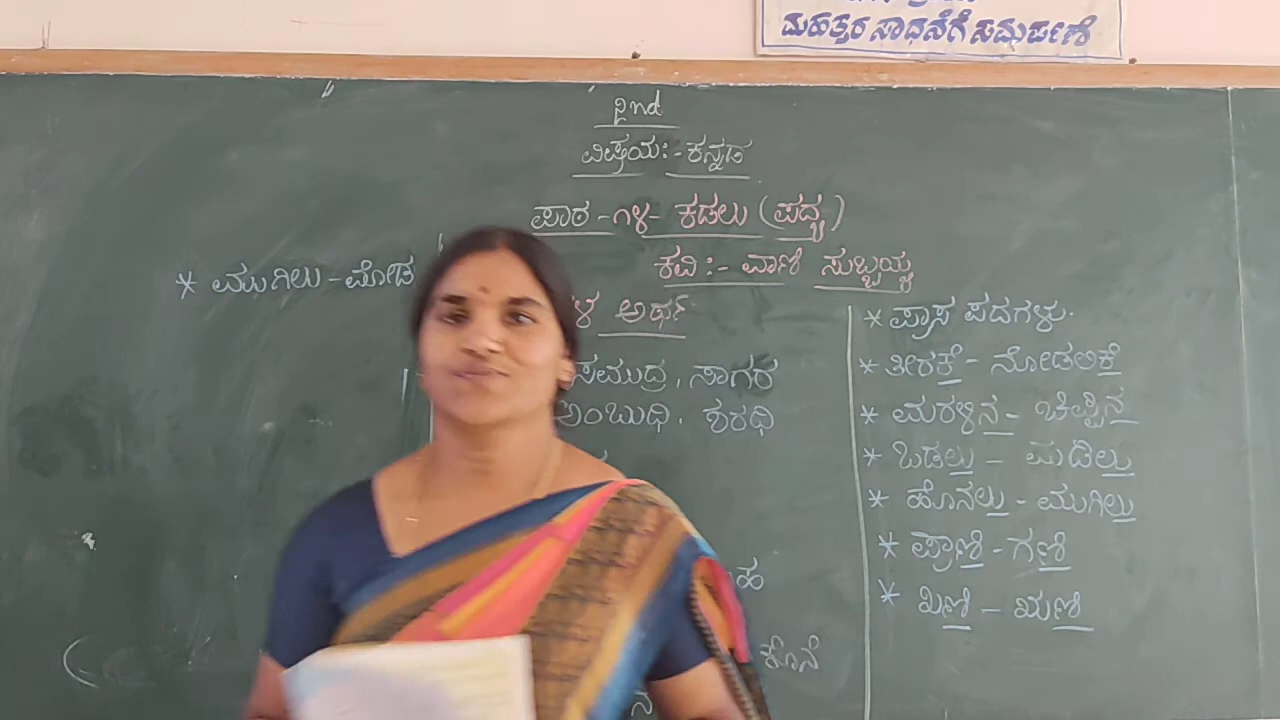 ಮಹತ್ತರ ಸಾಧನೆಗೆ ಸಮರ್ಪಣೆ
ವಿಷಯ:- ಕನ್ನಡ
ಪಾಠ -೧೪- ಕಡಲು (ಪದ್ಯ)
ಕವಿ :- ವಾಣಿ ಸುಬ್ಬಯ್ಯ
* ಮುಗಿಲು - ಮೋಡ
ಳ ಅರ್ಥ
ಸಮುದ್ರ, ಸಾಗರ
ಅಂಬುಧಿ, ಶರಧಿ
ಕೊನೆ
* ಪ್ರಾಸ ಪದಗಳು.
* ತೀರಕೆ - ನೋಡಲಿಕೆ
* ಮರಳಿನ - ಚಿಪ್ಪಿನ
* ಒಡಲು - ಮಡಿಲು
* ಹೊನಲು - ಮುಗಿಲು
* ಪ್ರಾಣಿ - ಗಣಿ
* ಖಣಿ - ಋಣಿ